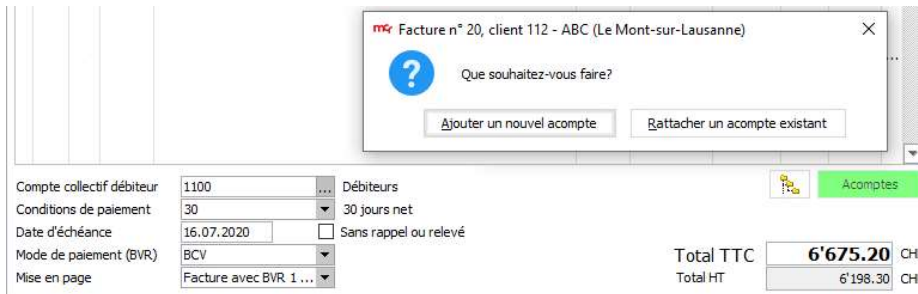 mcr Facture n° 20, client 112 - ABC (Le Mont-sur-Lausanne)
Que souhaitez-vous faire?
Ajouter un nouvel acompte Rattacher un acompte existant
...
Compte collectif débiteur 1100 ... Débiteurs Acomptes
Conditions de paiement 30 30 jours net
Date d'échéance 16.07.2020 Sans rappel ou relevé
Mode de paiement (BVR) BCV Total TTC 6'675.20 CH
Mise en page Facture avec BVR 1 ... Total HT 6'198.30 CH